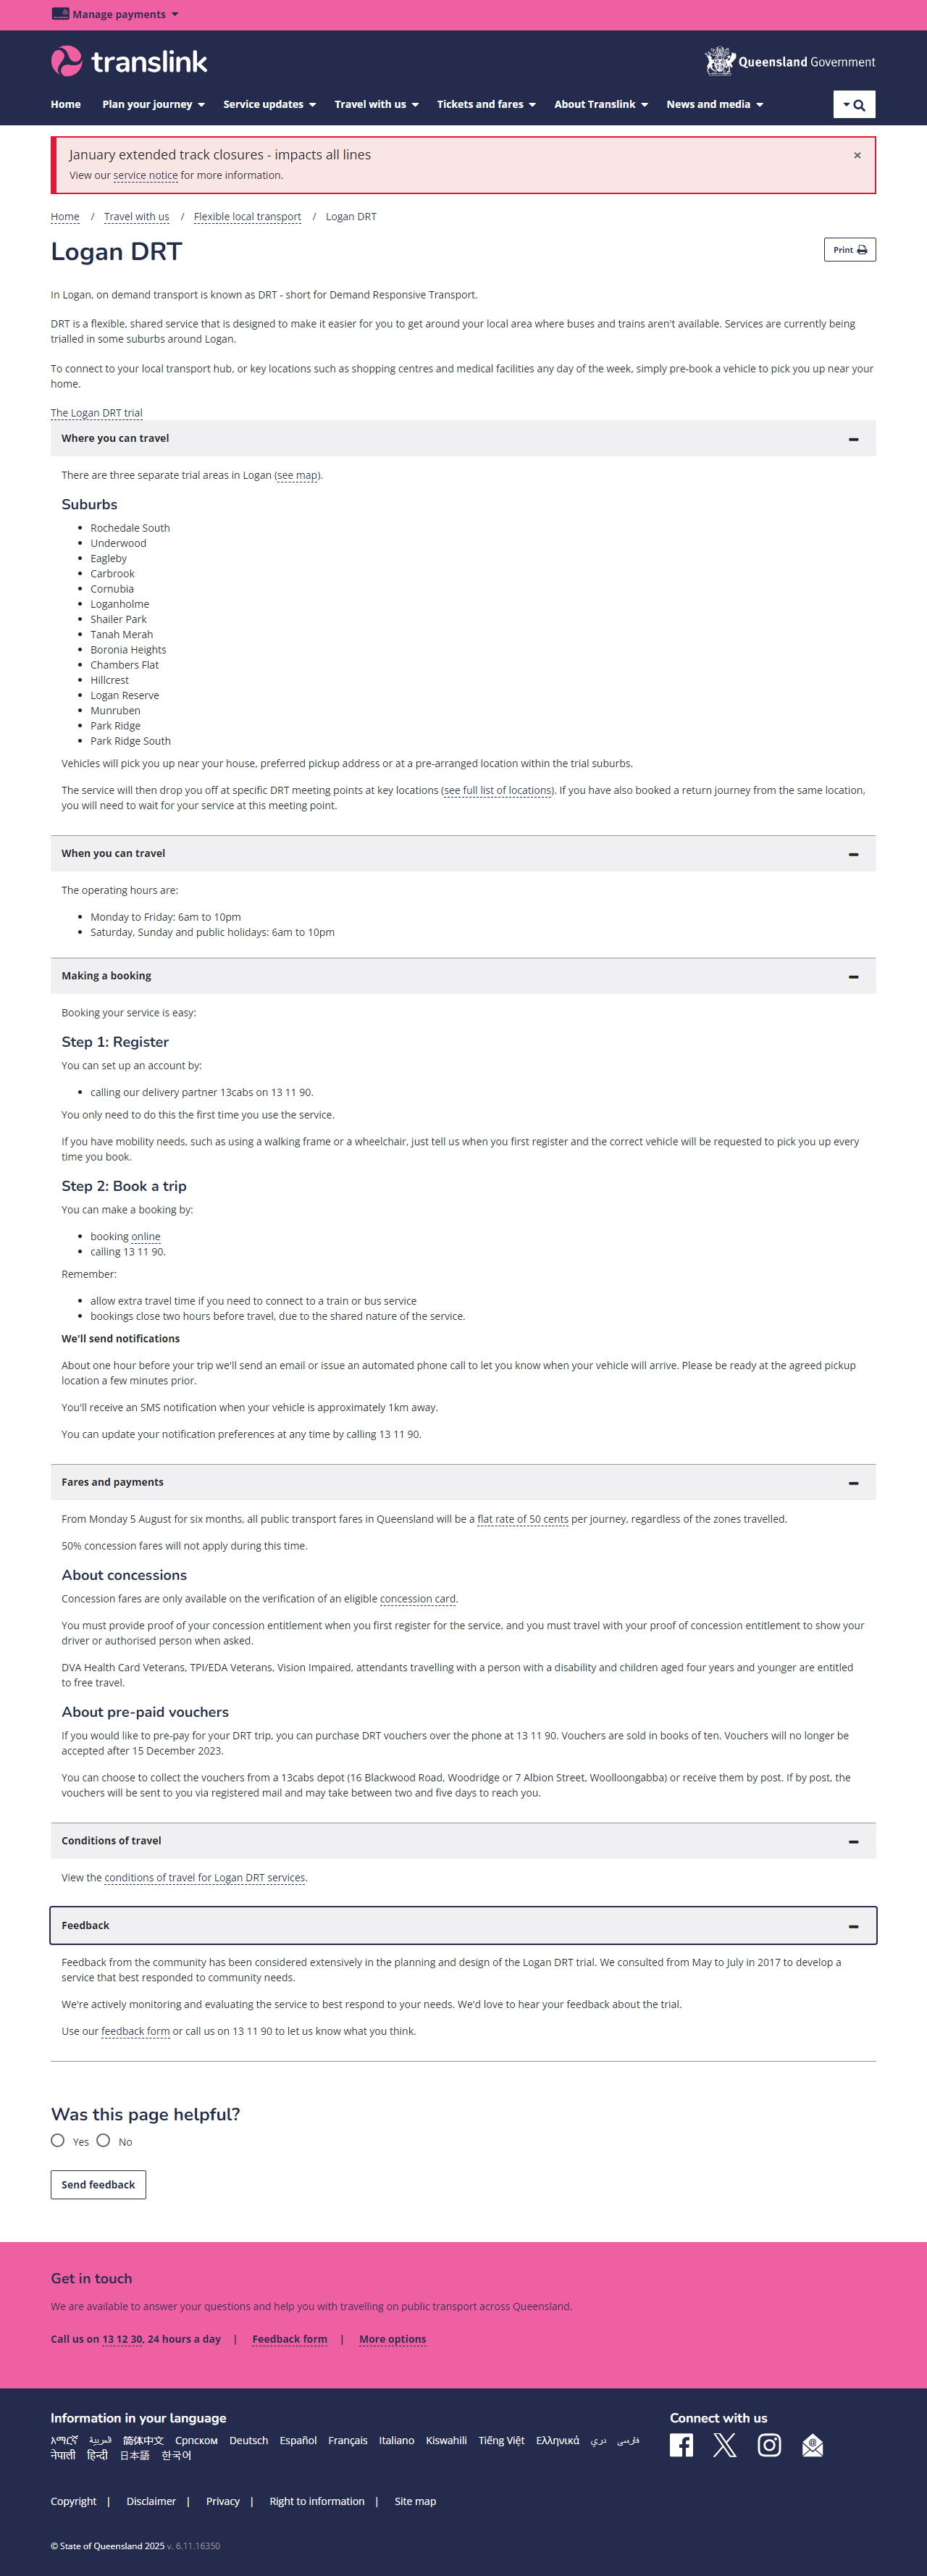 Manage payments
translink
Queensland Government
Home Plan your journey Service updates Travel with us Tickets and fares About Translink News and media
January extended track closures - impacts all lines ×
View our service notice for more information.
Home / Travel with us / Flexible local transport / Logan DRT
Logan DRT
Print
In Logan, on demand transport is known as DRT - short for Demand Responsive Transport.
DRT is a flexible, shared service that is designed to make it easier for you to get around your local area where buses and trains aren't available. Services are currently being
trialled in some suburbs around Logan.
To connect to your local transport hub, or key locations such as shopping centres and medical facilities any day of the week, simply pre-book a vehicle to pick you up near your
home.
The Logan DRT trial
Where you can travel
There are three separate trial areas in Logan (see map).
Suburbs
• Rochedale South
• Underwood
• Eagleby
• Carbrook
• Cornubia
• Loganholme
• Shailer Park
• Tanah Merah
• Boronia Heights
• Chambers Flat
• Hillcrest
• Logan Reserve
• Munruben
• Park Ridge
• Park Ridge South
Vehicles will pick you up near your house, preferred pickup address or at a pre-arranged location within the trial suburbs.
The service will then drop you off at specific DRT meeting points at key locations (see full list of locations). If you have also booked a return journey from the same location,
you will need to wait for your service at this meeting point.
When you can travel
The operating hours are:
• Monday to Friday: 6am to 10pm
• Saturday, Sunday and public holidays: 6am to 10pm
Making a booking
Booking your service is easy:
Step 1: Register
You can set up an account by:
• calling our delivery partner 13cabs on 13 11 90.
You only need to do this the first time you use the service.
If you have mobility needs, such as using a walking frame or a wheelchair, just tell us when you first register and the correct vehicle will be requested to pick you up every
time you book.
Step 2: Book a trip
You can make a booking by:
• booking online
• calling 13 11 90.
Remember:
• allow extra travel time if you need to connect to a train or bus service
• bookings close two hours before travel, due to the shared nature of the service.
We'll send notifications
About one hour before your trip we'll send an email or issue an automated phone call to let you know when your vehicle will arrive. Please be ready at the agreed pickup
location a few minutes prior.
You'll receive an SMS notification when your vehicle is approximately 1km away.
You can update your notification preferences at any time by calling 13 11 90.
Fares and payments
From Monday 5 August for six months, all public transport fares in Queensland will be a flat rate of 50 cents per journey, regardless of the zones travelled.
50% concession fares will not apply during this time.
About concessions
Concession fares are only available on the verification of an eligible concession card.
You must provide proof of your concession entitlement when you first register for the service, and you must travel with your proof of concession entitlement to show your
driver or authorised person when asked.
DVA Health Card Veterans, TPI/EDA Veterans, Vision Impaired, attendants travelling with a person with a disability and children aged four years and younger are entitled
to free travel.
About pre-paid vouchers
If you would like to pre-pay for your DRT trip, you can purchase DRT vouchers over the phone at 13 11 90. Vouchers are sold in books of ten. Vouchers will no longer be
accepted after 15 December 2023.
You can choose to collect the vouchers from a 13cabs depot (16 Blackwood Road, Woodridge or 7 Albion Street, Woolloongabba) or receive them by post. If by post, the
vouchers will be sent to you via registered mail and may take between two and five days to reach you.
Conditions of travel
View the conditions of travel for Logan DRT services.
Feedback
Feedback from the community has been considered extensively in the planning and design of the Logan DRT trial. We consulted from May to July in 2017 to develop a
service that best responded to community needs.
We're actively monitoring and evaluating the service to best respond to your needs. We'd love to hear your feedback about the trial.
Use our feedback form or call us on 13 11 90 to let us know what you think.
Was this page helpful?
Yes No
Send feedback
Get in touch
We are available to answer your questions and help you with travelling on public transport across Queensland.
Call us on 13 12 30, 24 hours a day | Feedback form | More options
Information in your language
አማርኛ العربية 简体中文 Српском Deutsch Español Français Italiano Kiswahili Tiếng Việt Ελληνικά دری فارسی
नेपाली हिन्दी 日本語 한국어
Connect with us
Copyright | Disclaimer | Privacy | Right to information | Site map
© State of Queensland 2025 v. 6.11.16350